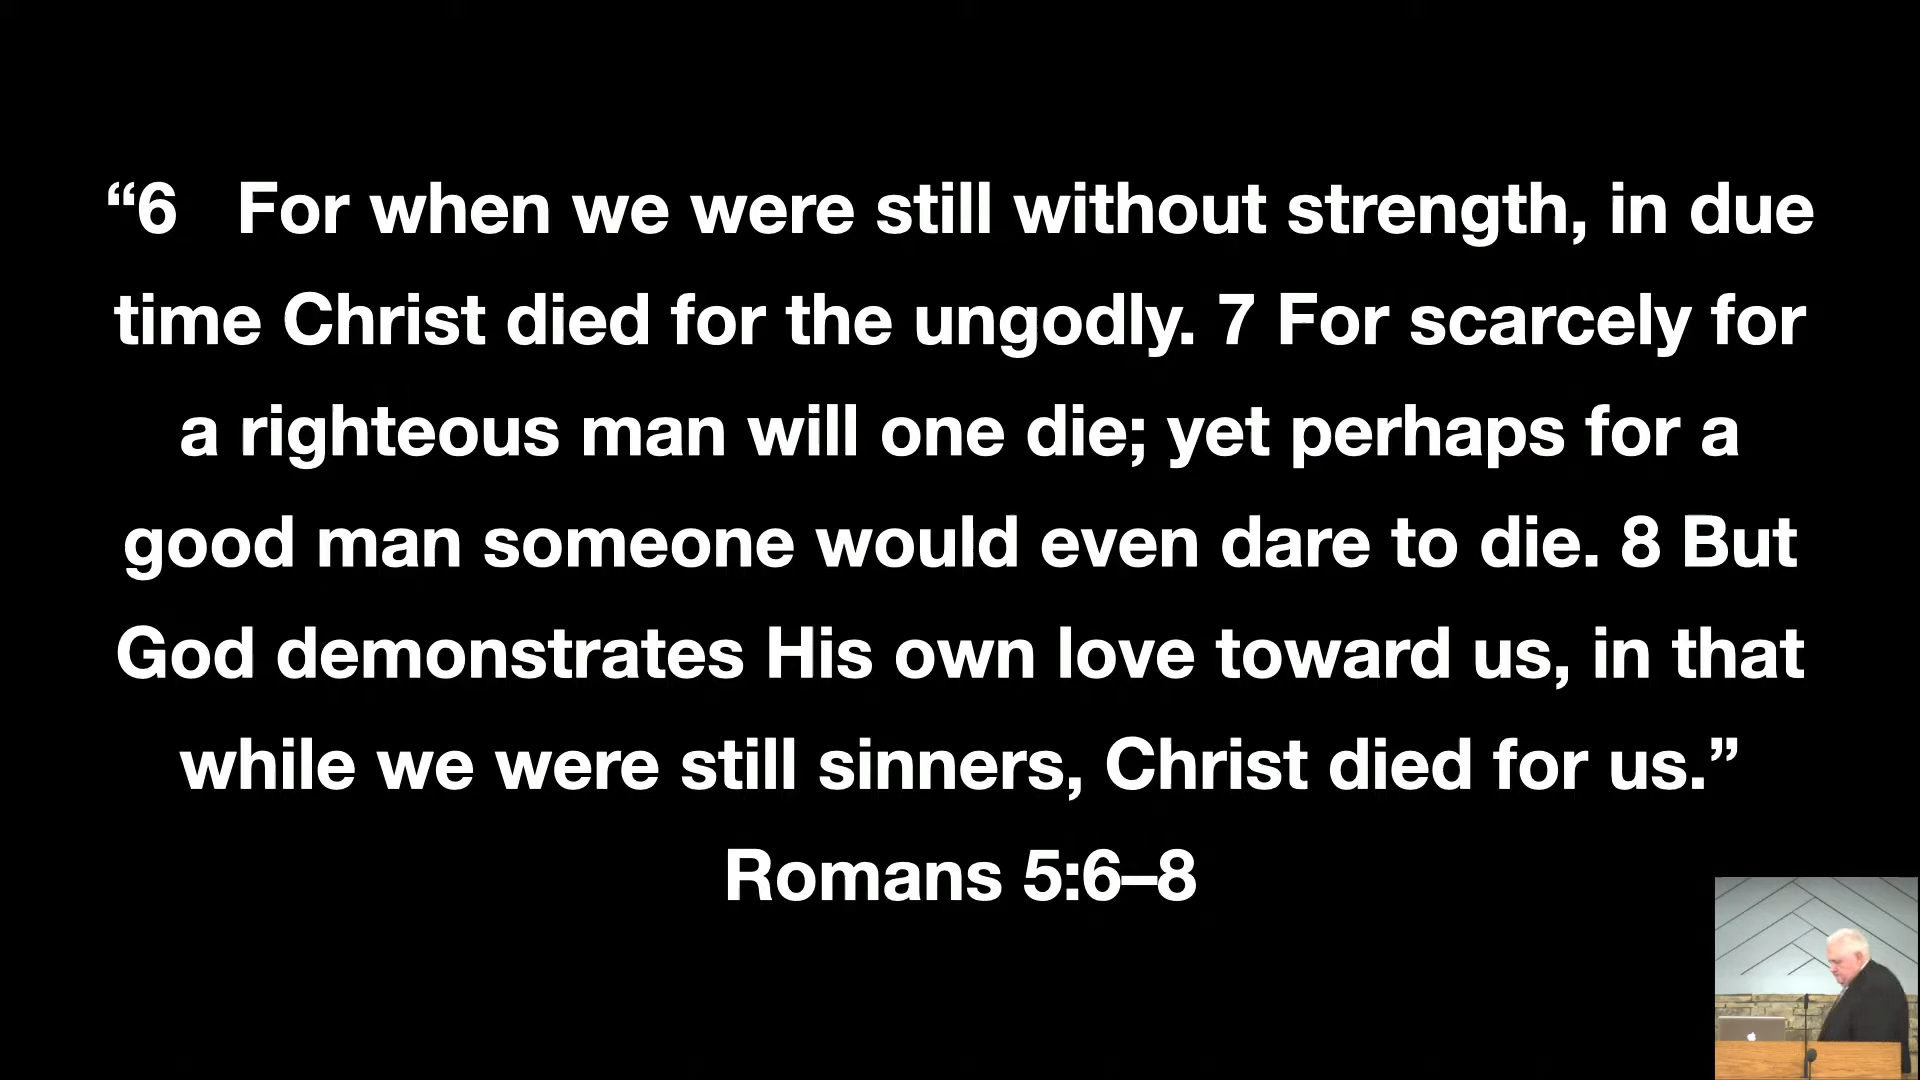 “6   For when we were still without strength, in due
time Christ died for the ungodly. 7 For scarcely for
a righteous man will one die; yet perhaps for a
good man someone would even dare to die. 8 But
God demonstrates His own love toward us, in that
while we were still sinners, Christ died for us.”
Romans 5:6–8